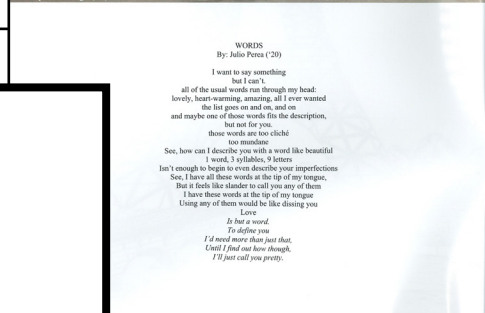 WORDS
By: Julio Perea ('20)
I want to say something
but I can't.
all of the usual words run through my head:
lovely, heart-warming, amazing, all I ever wanted
the list goes on and on, and on
and maybe one of those words fits the description,
but not for you.
those words are too cliché
too mundane
See, how can I describe you with a word like beautiful
1 word, 3 syllables, 9 letters
Isn't enough to begin to even describe your imperfections
See, I have all these words at the tip of my tongue,
But it feels like slander to call you any of them
I have these words at the tip of my tongue
Using any of them would be like dissing you
Love
Is but a word.
To define you
I'd need more than just that,
Until I find out how though,
I'll just call you pretty.